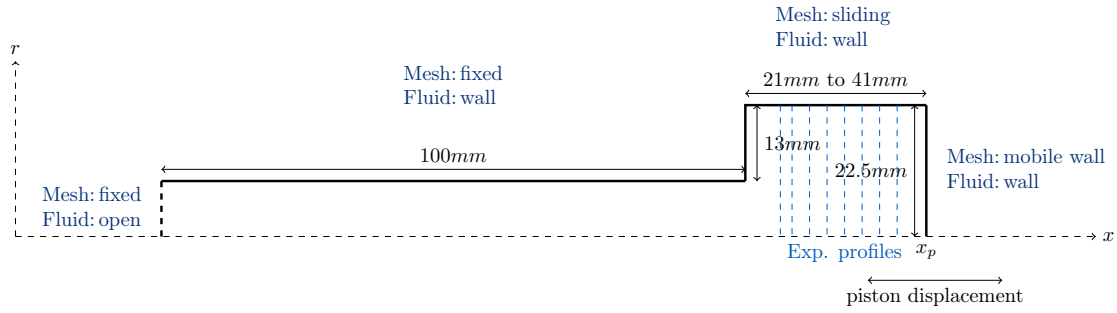 Mesh: sliding
Fluid: wall
r
Mesh: fixed
Fluid: wall
21mm to 41mm
13mm
100mm
22.5mm
Mesh: mobile wall
Fluid: wall
Mesh: fixed
Fluid: open
x
Exp. profiles
x_p
piston displacement